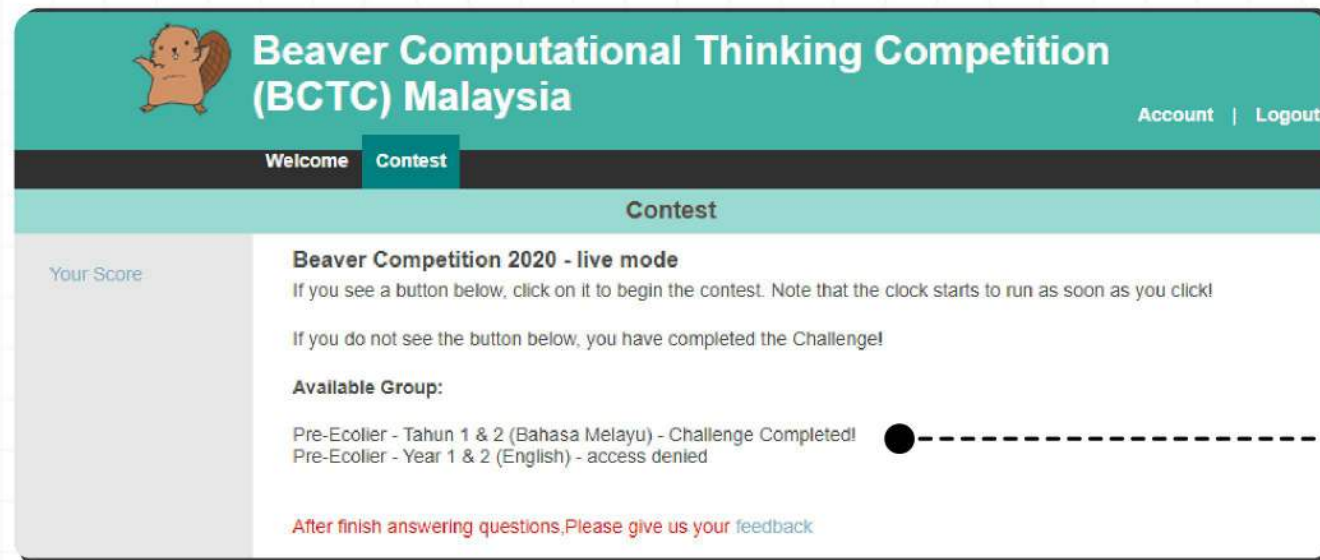 Beaver Computational Thinking Competition
(BCTC) Malaysia
Account | Logout
Welcome Contest
Contest
Your Score
Beaver Competition 2020 - live mode
If you see a button below, click on it to begin the contest. Note that the clock starts to run as soon as you click!
If you do not see the button below, you have completed the Challenge!
Available Group:
Pre-Ecolier - Tahun 1 & 2 (Bahasa Melayu) - Challenge Completed!
Pre-Ecolier - Year 1 & 2 (English) - access denied
After finish answering questions,Please give us your feedback